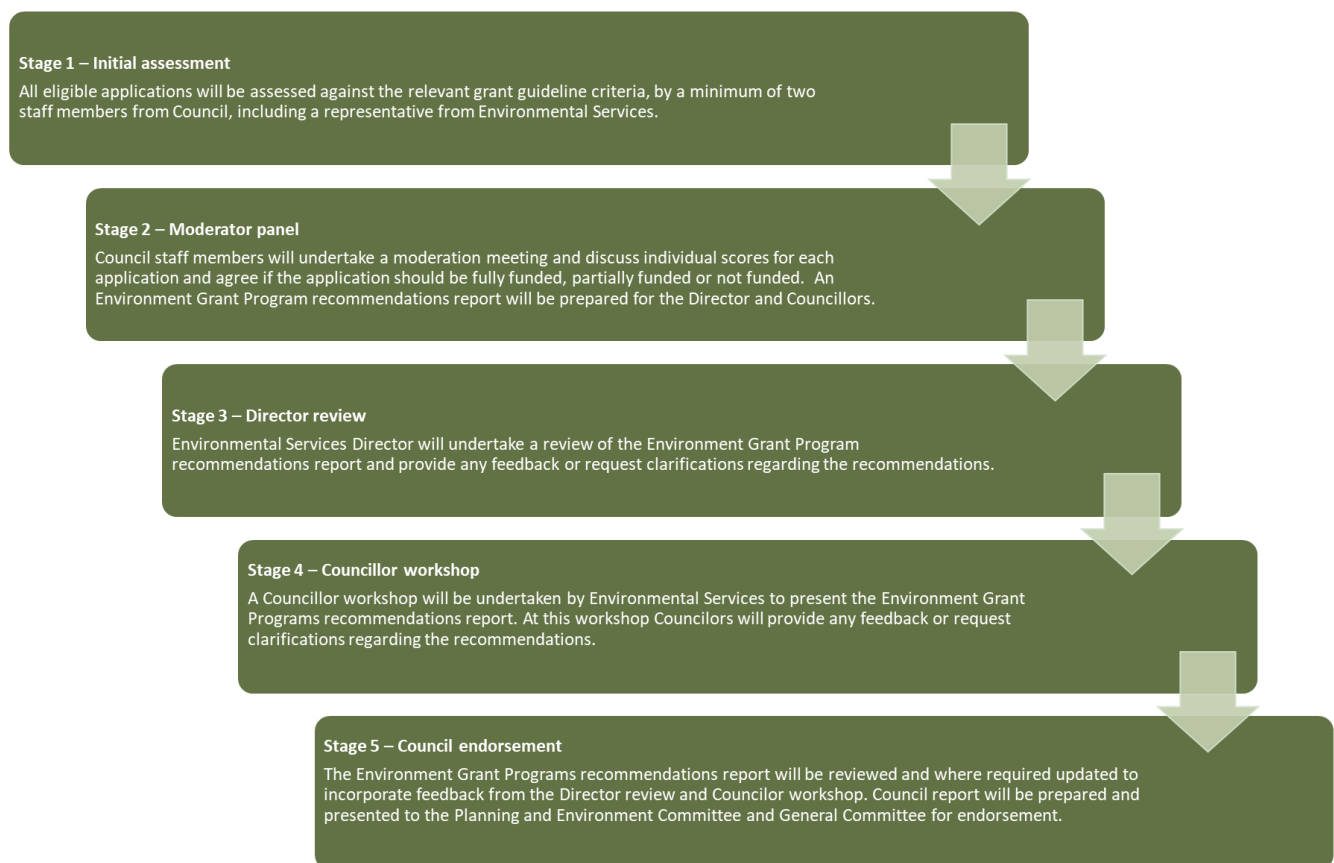 Stage 1 – Initial assessment
All eligible applications will be assessed against the relevant grant guideline criteria, by a minimum of two
staff members from Council, including a representative from Environmental Services.
Stage 2 – Moderator panel
Council staff members will undertake a moderation meeting and discuss individual scores for each
application and agree if the application should be fully funded, partially funded or not funded.  An
Environment Grant Program recommendations report will be prepared for the Director and Councillors.
Stage 3 – Director review
Environmental Services Director will undertake a review of the Environment Grant Program
recommendations report and provide any feedback or request clarifications regarding the recommendations.
Stage 4 – Councillor workshop
A Councillor workshop will be undertaken by Environmental Services to present the Environment Grant
Programs recommendations report. At this workshop Councilors will provide any feedback or request
clarifications regarding the recommendations.
Stage 5 – Council endorsement
The Environment Grant Programs recommendations report will be reviewed and where required updated to
incorporate feedback from the Director review and Councilor workshop. Council report will be prepared and
presented to the Planning and Environment Committee and General Committee for endorsement.